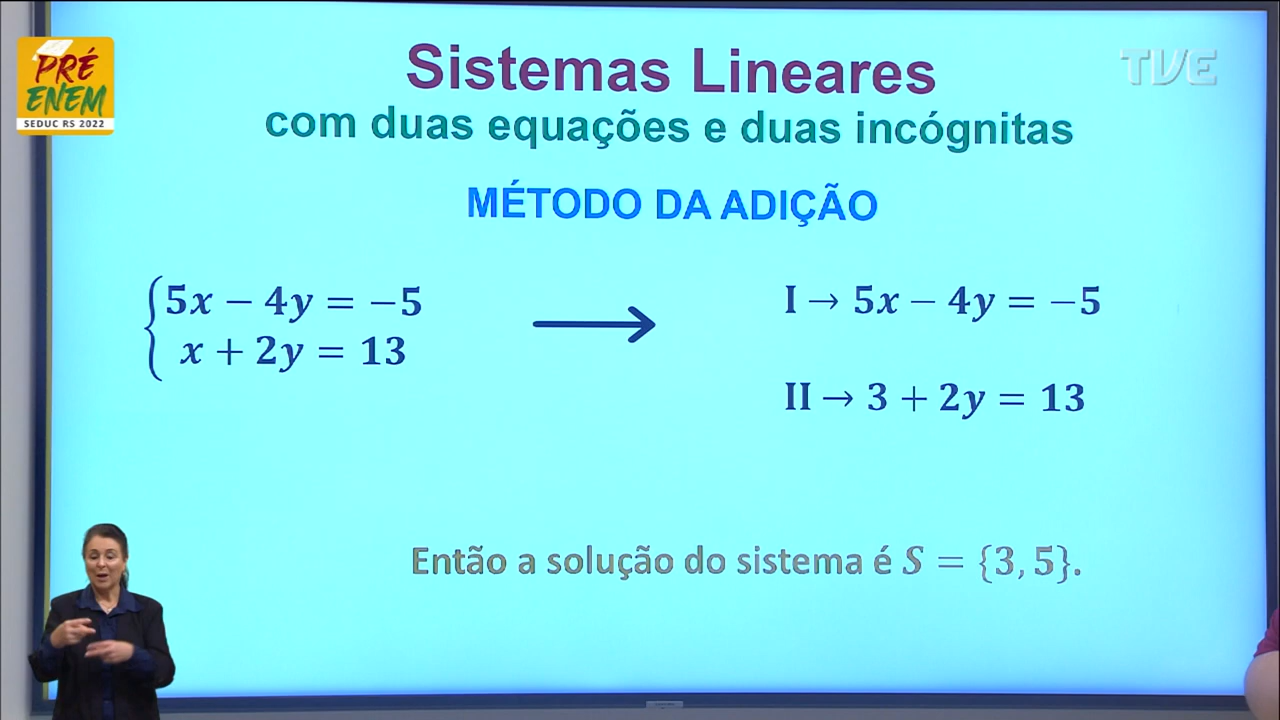 PRÉ
ENEM
SEDUC RS 2022
TVE
Sistemas Lineares
com duas equações e duas incógnitas
MÉTODO DA ADIÇÃO
5x − 4y = −5
x + 2y = 13
I → 5x − 4y = −5
II → 3 + 2y = 13
Então a solução do sistema é S = {3, 5}.